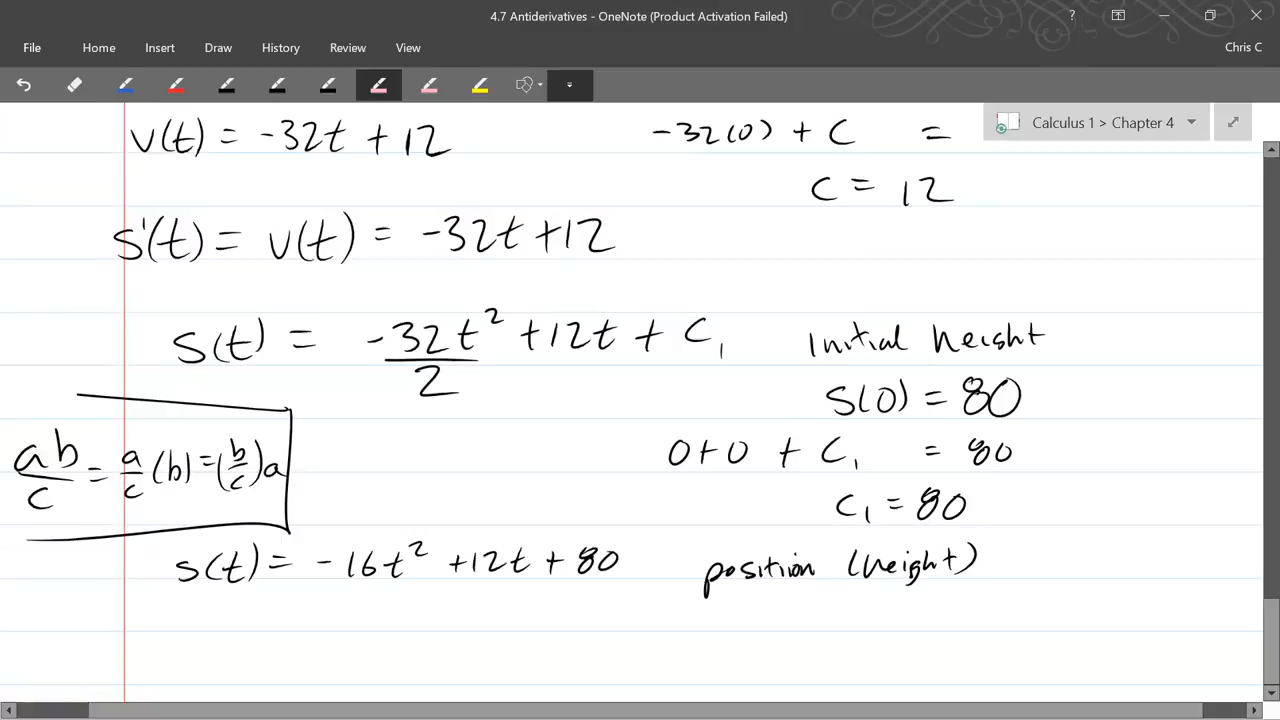 4.7 Antiderivatives - OneNote (Product Activation Failed)
File Home Insert Draw History Review View Chris C
Calculus 1 > Chapter 4
v(t) = -32t + 12
-32(0) + C =
C = 12
s'(t) = v(t) = -32t + 12
s(t) = -32t²/2 + 12t + C₁
Initial height
s(0) = 80
0 + 0 + C₁ = 80
C₁ = 80
ab/c = a/c (b) = (b/c) a
s(t) = -16t² + 12t + 80 position (height)